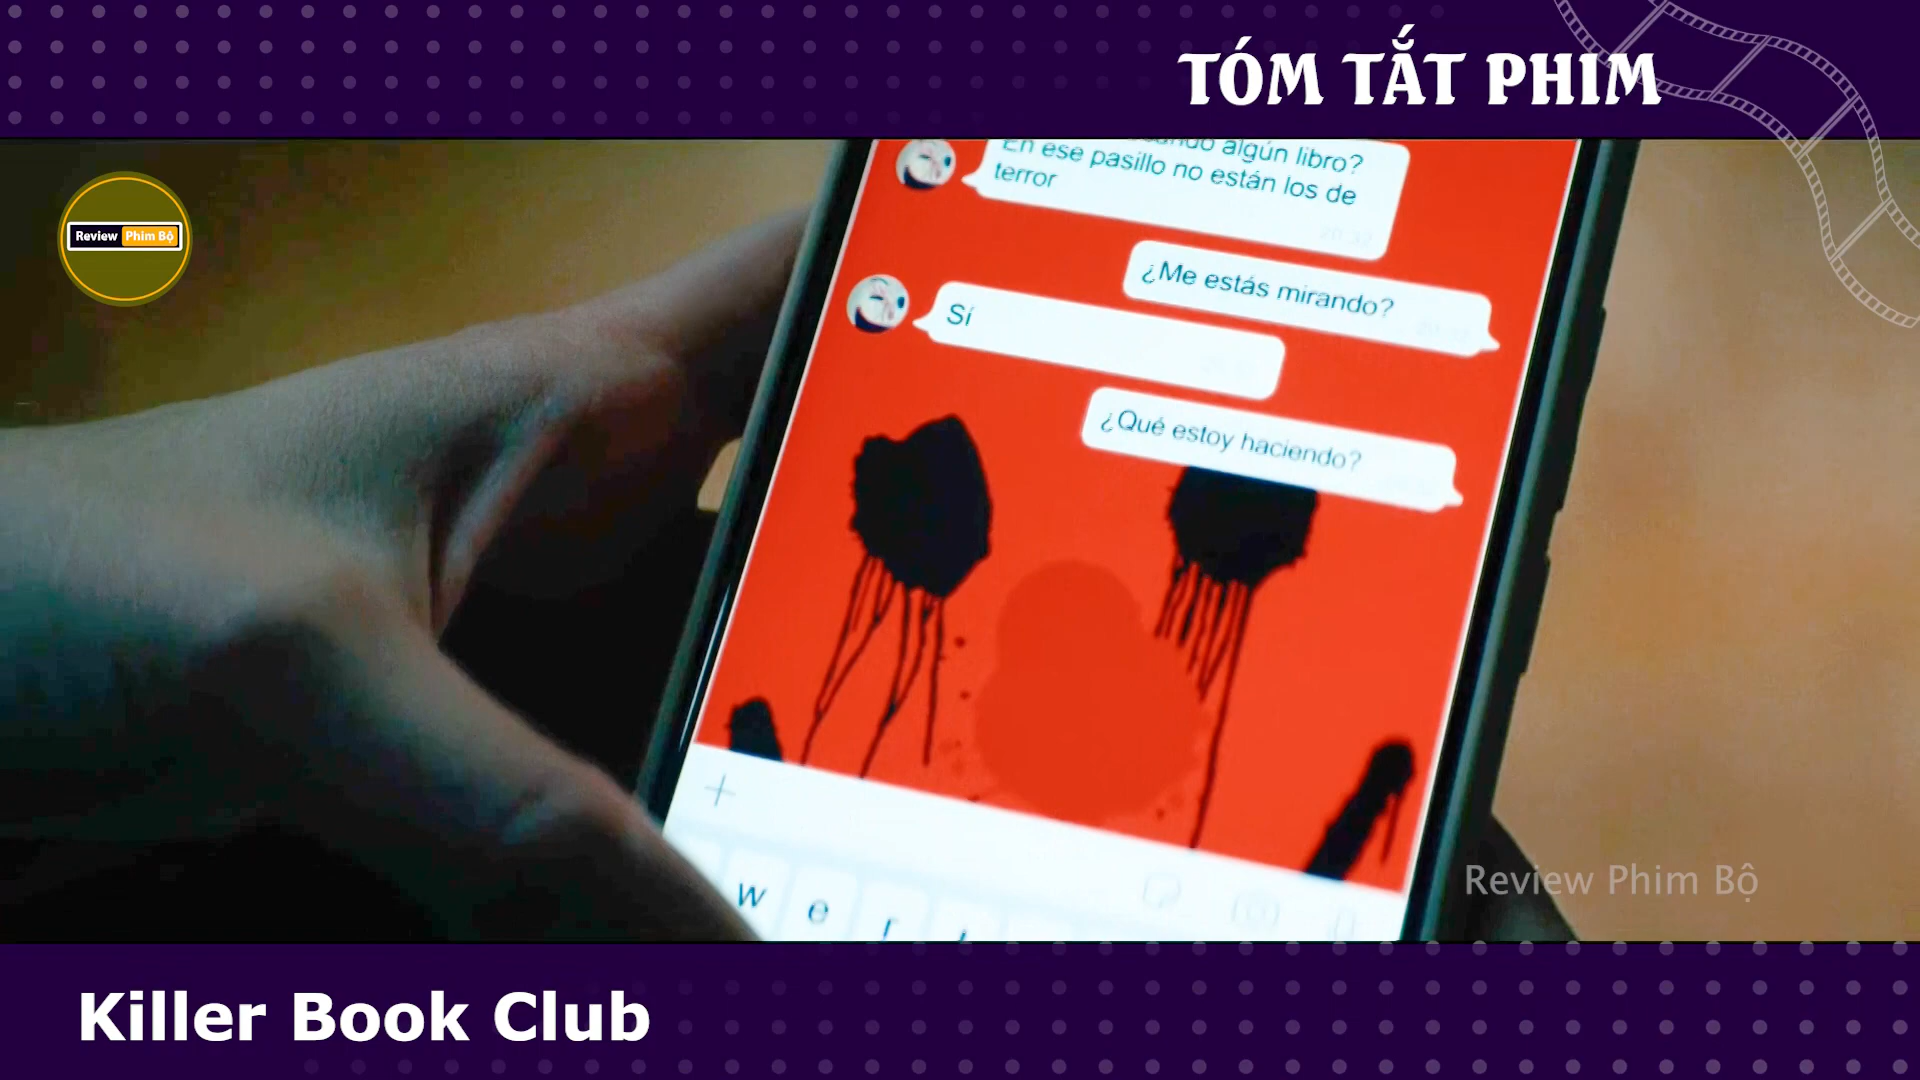 TÓM TẮT PHIM
Review Phim Bộ
algún libro?
En ese pasillo no están los de
terror
¿Me estás mirando?
Sí
¿Qué estoy haciendo?
w e r t
Review Phim Bộ
Killer Book Club